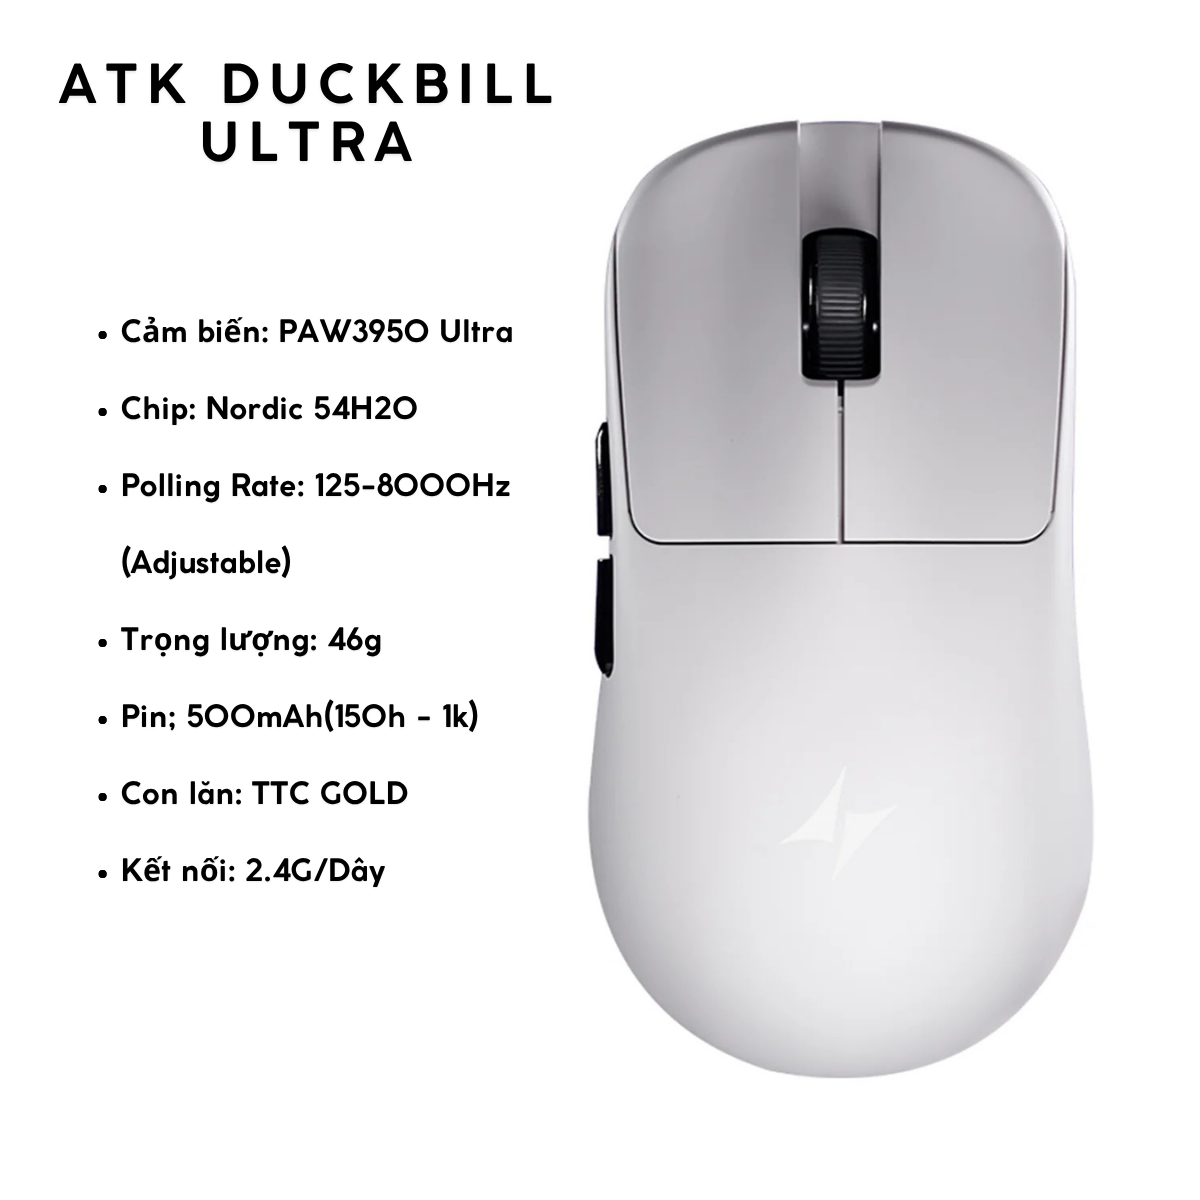 ATK DUCKBILL
ULTRA
• Cảm biến: PAW3950 Ultra
• Chip: Nordic 54H20
• Polling Rate: 125-8000Hz
(Adjustable)
• Trọng lượng: 46g
• Pin; 500mAh(150h - 1k)
• Con lăn: TTC GOLD
• Kết nối: 2.4G/Dây